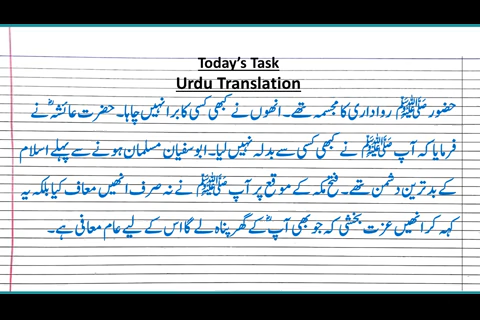 Today's Task
Urdu Translation
حضور ﷺ رواداری کا مجسمہ تھے۔ انھوں نے کبھی کسی کا برا نہیں چاہا۔ حضرت عائشہؓ نے
فرمایا کہ آپ ﷺ نے کبھی کسی سے بدلہ نہیں لیا۔ ابوسفیان مسلمان ہونے سے پہلے اسلام
کے بدترین دشمن تھے۔ فتح مکہ کے موقع پر آپ ﷺ نے نہ صرف انھیں معاف کیا بلکہ یہ
کہہ کر انھیں عزت بخشی کہ جو بھی آپؓ کے گھر پناہ لے گا اس کے لیے عام معافی ہے۔